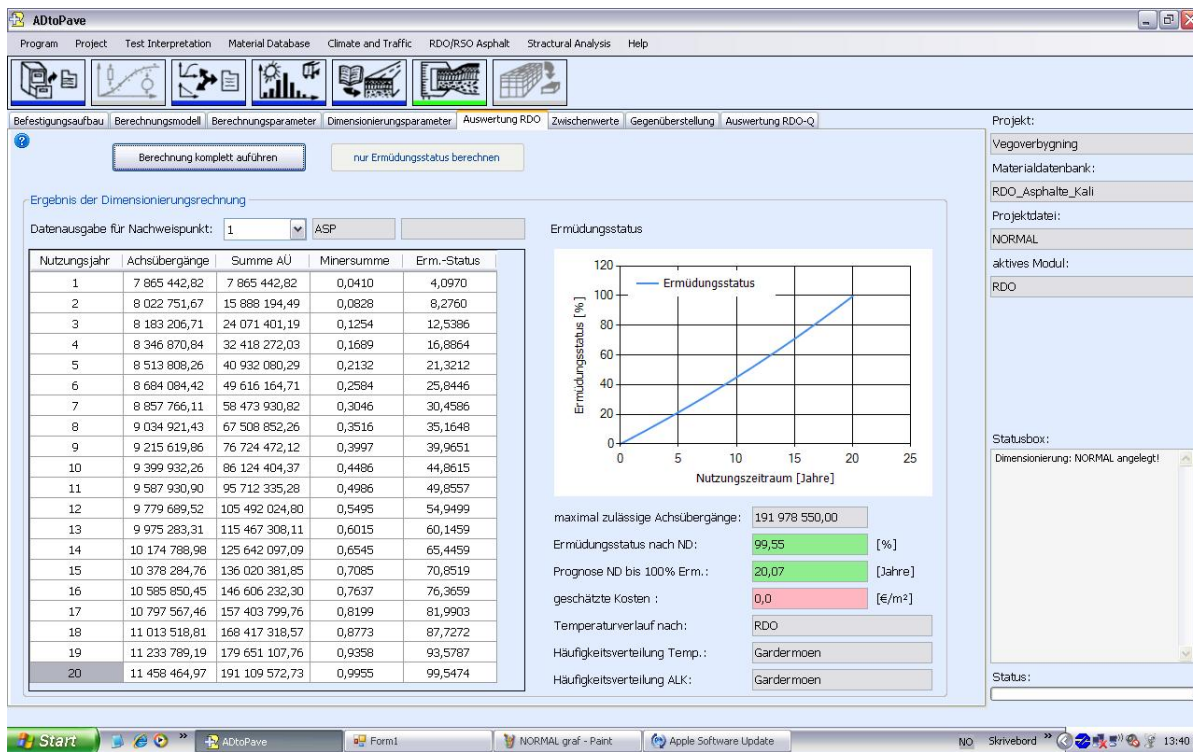 ADtoPave
Program Project Test Interpretation Material Database Climate and Traffic RDO/RSO Asphalt Stractural Analysis Help
Befestigungsaufbau Berechnungsmodell Berechnungsparameter Dimensionierungsparameter Auswertung RDO Zwischenwerte Gegenüberstellung Auswertung RDO-Q
Berechnung komplett auführen nur Ermüdungsstatus berechnen
Ergebnis der Dimensionierungsrechnung
Datenausgabe für Nachweispunkt: 1 ASP
Nutzungsjahr Achsübergänge Summe AÜ Minersumme Erm.-Status
1 7 865 442,82 7 865 442,82 0,0410 4,0970
2 8 022 751,67 15 888 194,49 0,0828 8,2760
3 8 183 206,71 24 071 401,19 0,1254 12,5386
4 8 346 870,84 32 418 272,03 0,1689 16,8864
5 8 513 808,26 40 932 080,29 0,2132 21,3212
6 8 684 084,42 49 616 164,71 0,2584 25,8446
7 8 857 766,11 58 473 930,82 0,3046 30,4586
8 9 034 921,43 67 508 852,26 0,3516 35,1648
9 9 215 619,86 76 724 472,12 0,3997 39,9651
10 9 399 932,26 86 124 404,37 0,4486 44,8615
11 9 587 930,90 95 712 335,28 0,4986 49,8557
12 9 779 689,52 105 492 024,80 0,5495 54,9499
13 9 975 283,31 115 467 308,11 0,6015 60,1459
14 10 174 788,98 125 642 097,09 0,6545 65,4459
15 10 378 284,76 136 020 381,85 0,7085 70,8519
16 10 585 850,45 146 606 232,30 0,7637 76,3659
17 10 797 567,46 157 403 799,76 0,8199 81,9903
18 11 013 518,81 168 417 318,57 0,8773 87,7272
19 11 233 789,19 179 651 107,76 0,9358 93,5787
20 11 458 464,97 191 109 572,73 0,9955 99,5474
Ermüdungsstatus
Ermüdungsstatus
Ermüdungsstatus [%]
120
100
80
60
40
20
0
0 5 10 15 20 25
Nutzungszeitraum [Jahre]
maximal zulässige Achsübergänge: 191 978 550,00
Ermüdungsstatus nach ND: 99,55 [%]
Prognose ND bis 100% Erm.: 20,07 [Jahre]
geschätzte Kosten : 0,0 [€/m²]
Temperaturverlauf nach: RDO
Häufigkeitsverteilung Temp.: Gardermoen
Häufigkeitsverteilung ALK: Gardermoen
Projekt:
Vegoverbygning
Materialdatenbank:
RDO_Asphalte_Kali
Projektdatei:
NORMAL
aktives Modul:
RDO
Statusbox:
Dimensionierung: NORMAL angelegt!
Status:
Start » ADtoPave Form1 NORMAL graf - Paint Apple Software Update NO Skrivebord » 13:40